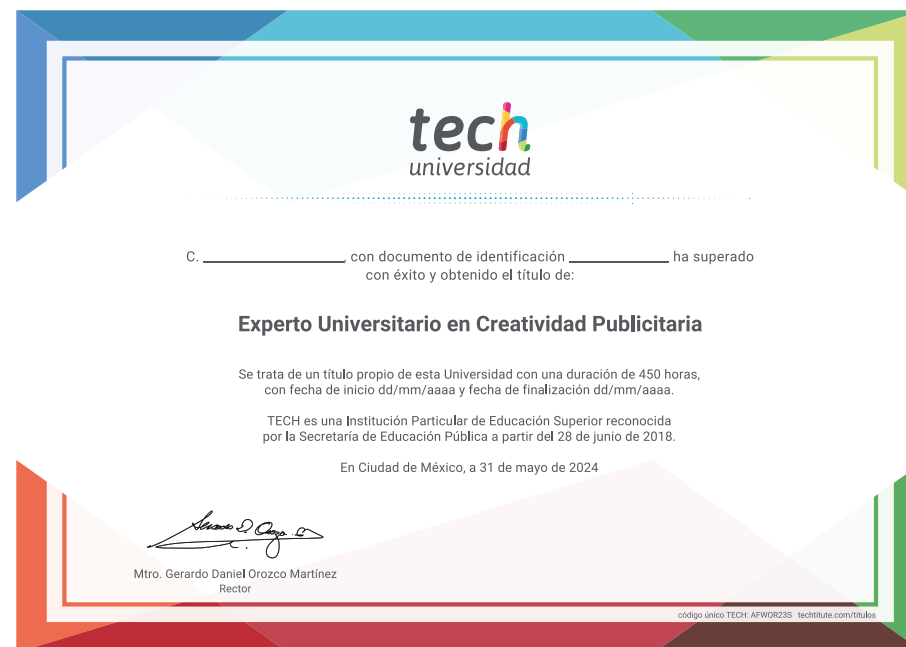 tech
universidad
C. ____________________, con documento de identificación ______________ ha superado
con éxito y obtenido el título de:
Experto Universitario en Creatividad Publicitaria
Se trata de un título propio de esta Universidad con una duración de 450 horas,
con fecha de inicio dd/mm/aaaa y fecha de finalización dd/mm/aaaa.
TECH es una Institución Particular de Educación Superior reconocida
por la Secretaría de Educación Pública a partir del 28 de junio de 2018.
En Ciudad de México, a 31 de mayo de 2024
Mtro. Gerardo Daniel Orozco Martínez
Rector
código único TECH: AFWOR23S techtitute.com/titulos